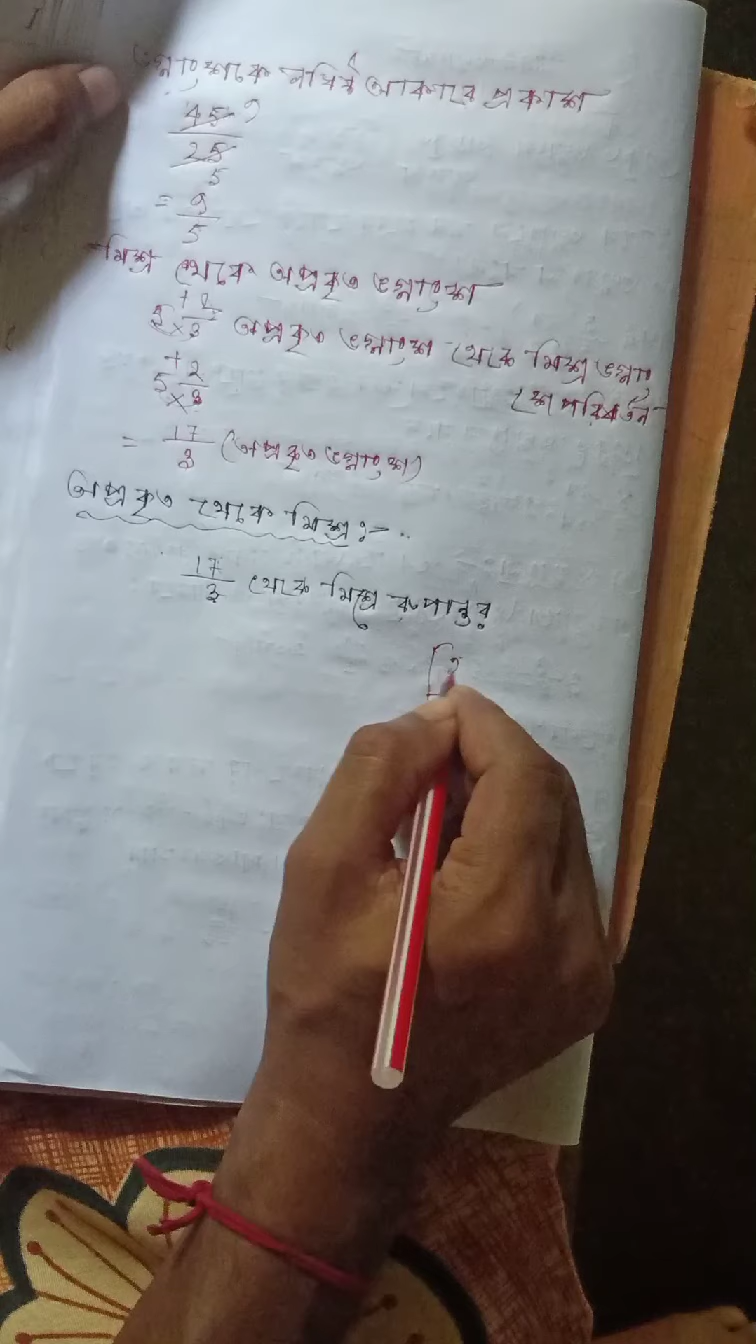 ভগ্নাংশকে লঘিষ্ঠ আকারে প্রকাশ
45 9
25
5
= 9
5
মিশ্র থেকে অপ্রকৃত ভগ্নাংশ
5 + 2
× 3 অপ্রকৃত ভগ্নাংশ থেকে মিশ্র ভগ্নাং
শে পরিবর্তন
5 + 2
× 3
= 17
3 (অপ্রকৃত ভগ্নাংশ)
অপ্রকৃত থেকে মিশ্র :- ..
17
3 থেকে মিশ্রে রূপান্তর